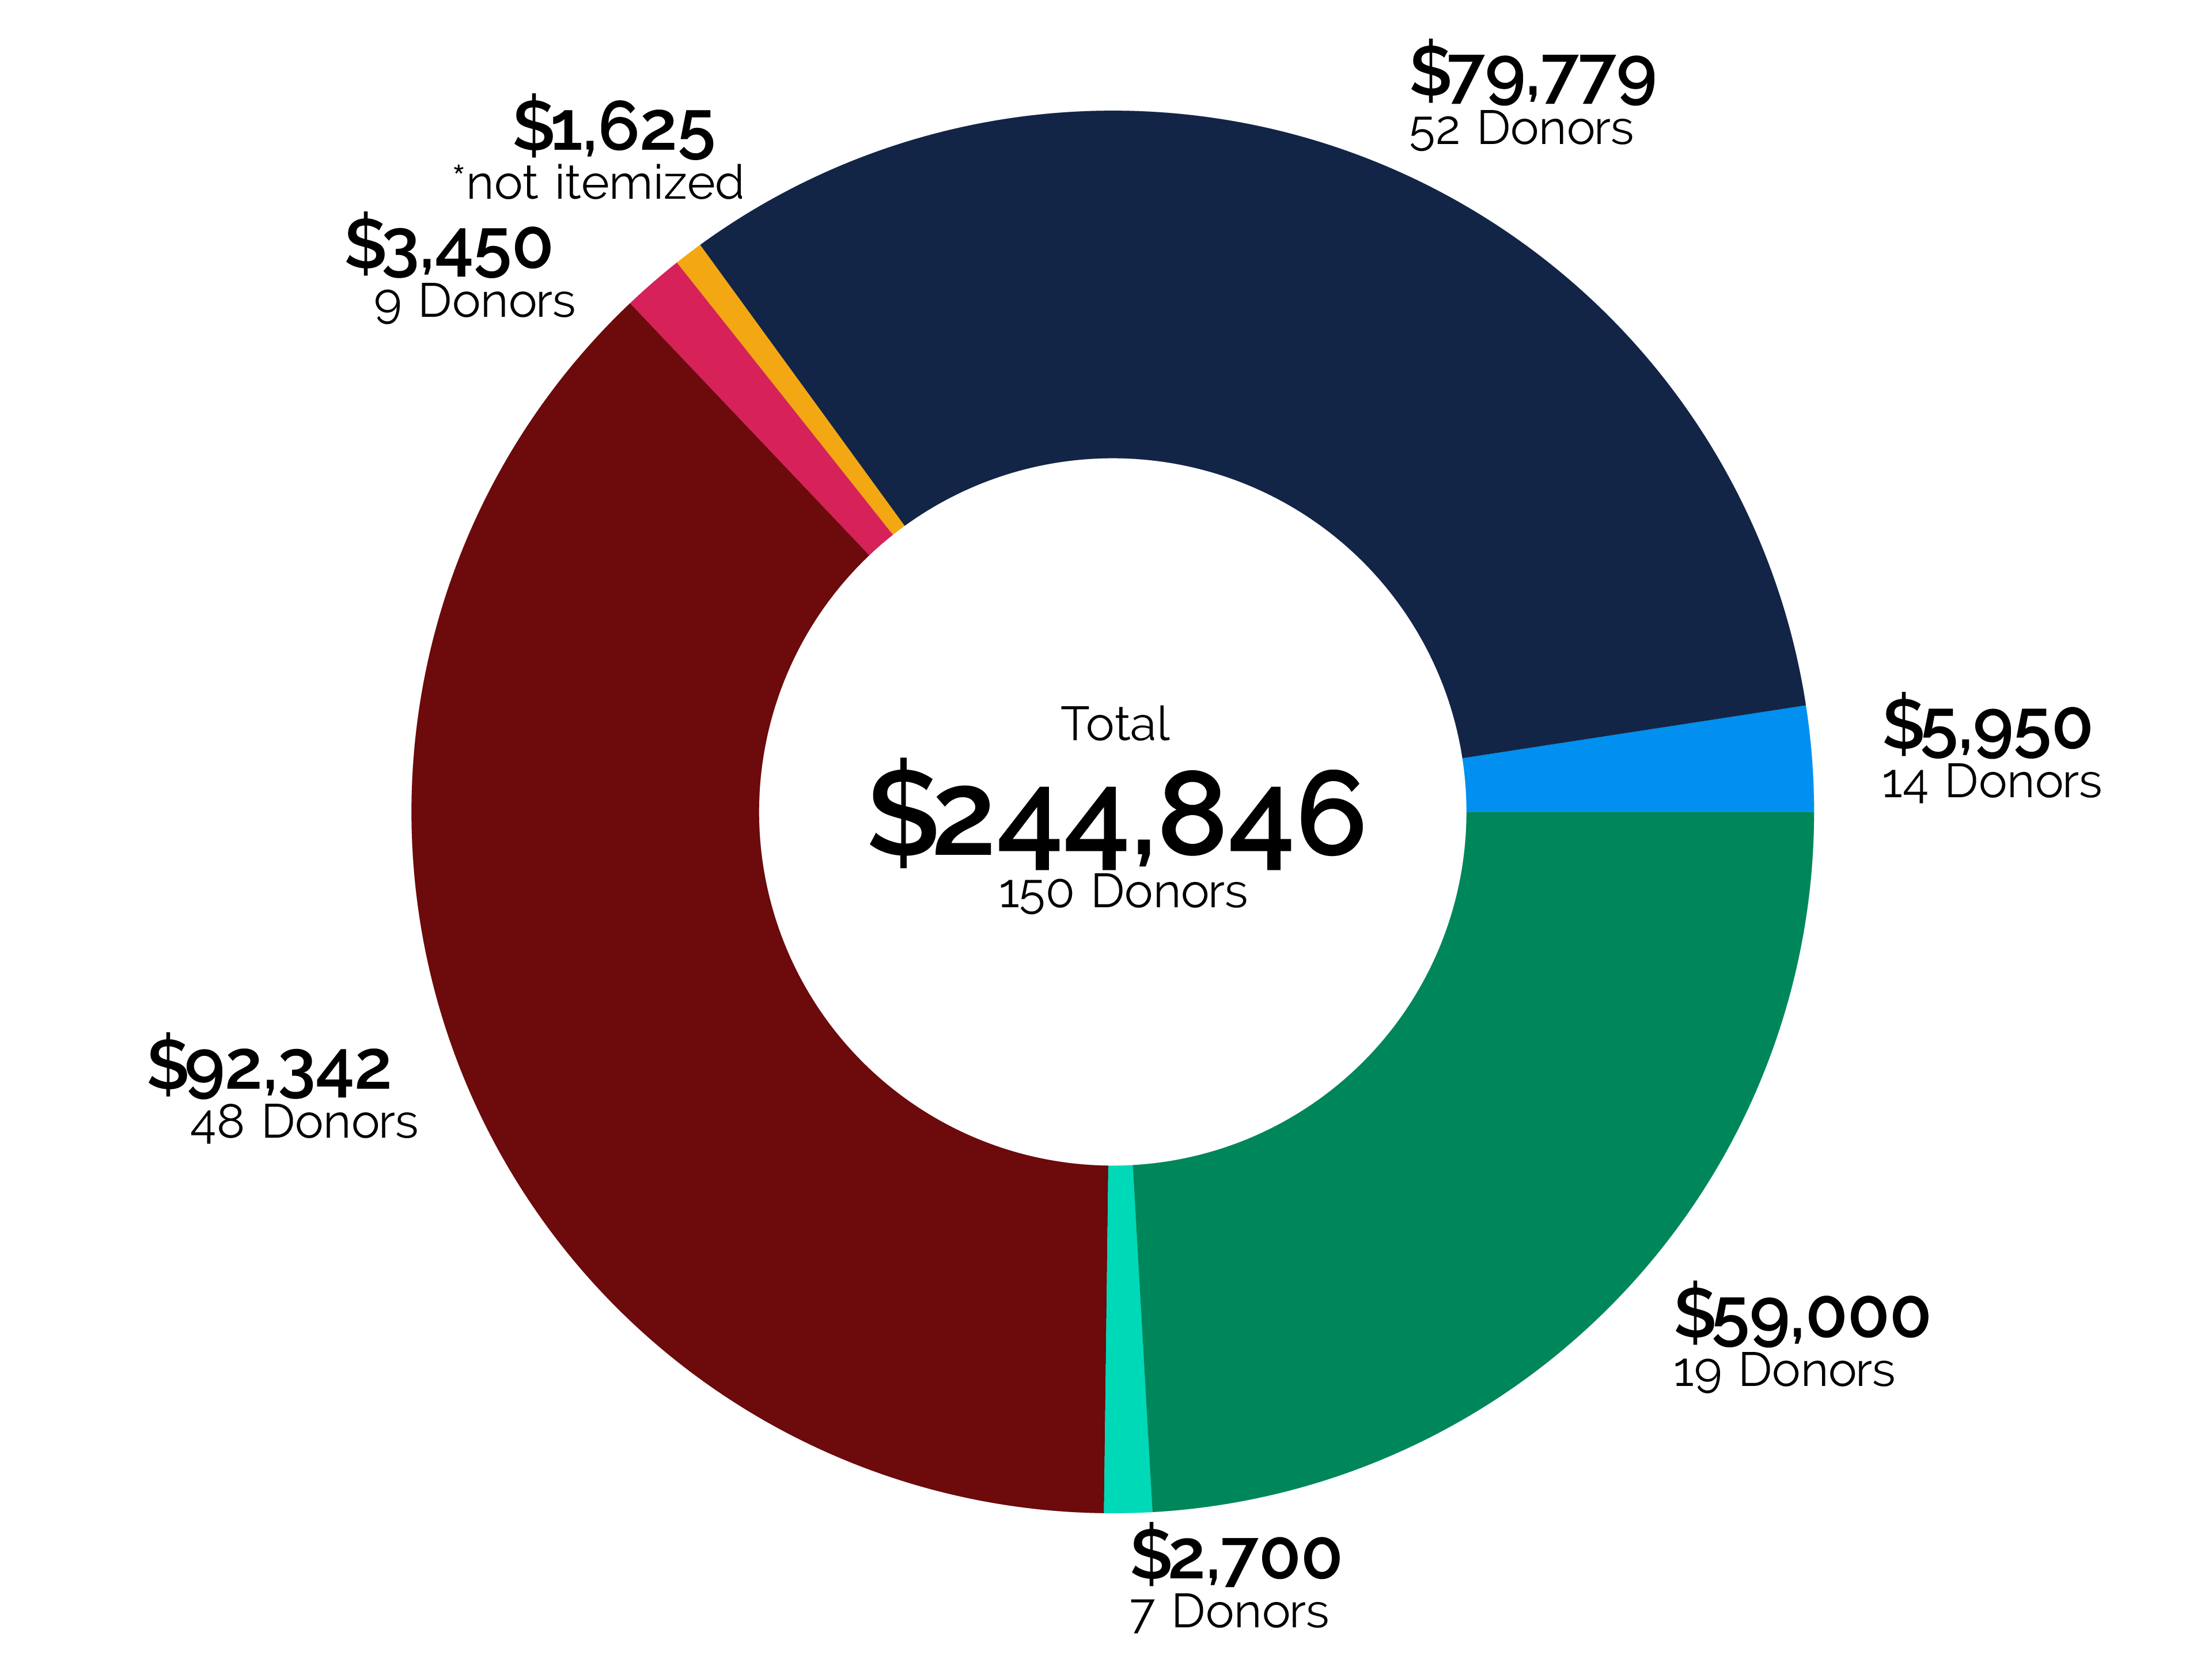 $79,779
52 Donors
$1,625
*not itemized
$3,450
9 Donors
$5,950
14 Donors
Total
$244,846
150 Donors
$92,342
48 Donors
$59,000
19 Donors
$2,700
7 Donors